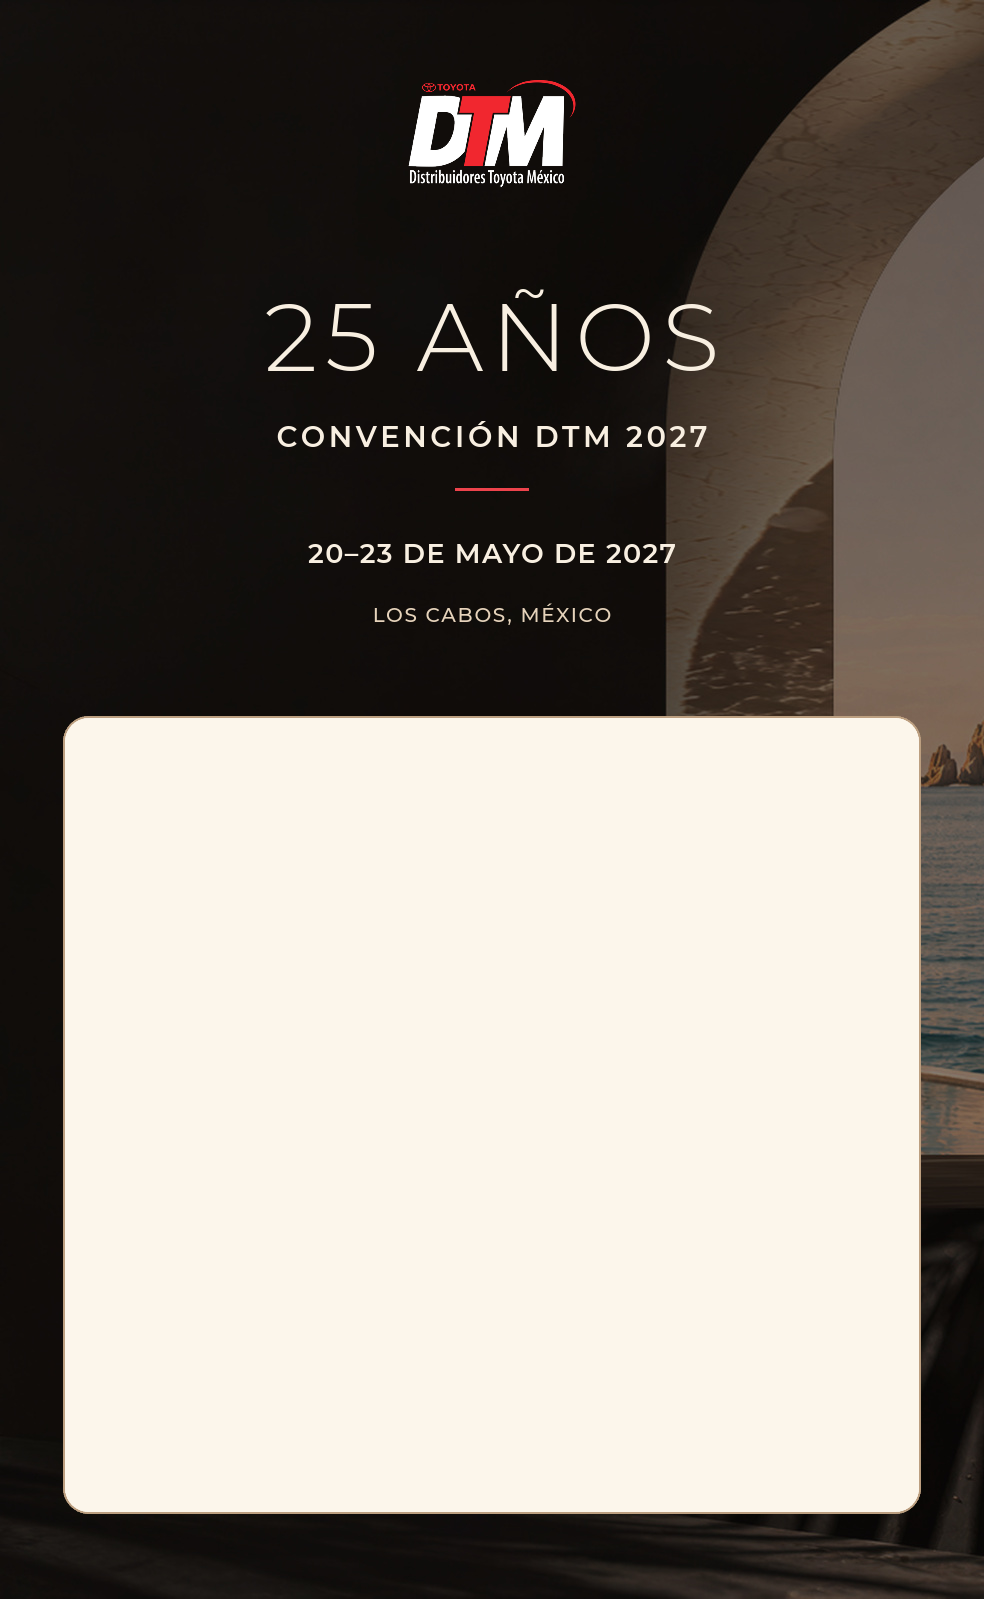 TOYOTA
DTM
Distribuidores Toyota México
25 AÑOS
CONVENCIÓN DTM 2027
20–23 DE MAYO DE 2027
LOS CABOS, MÉXICO